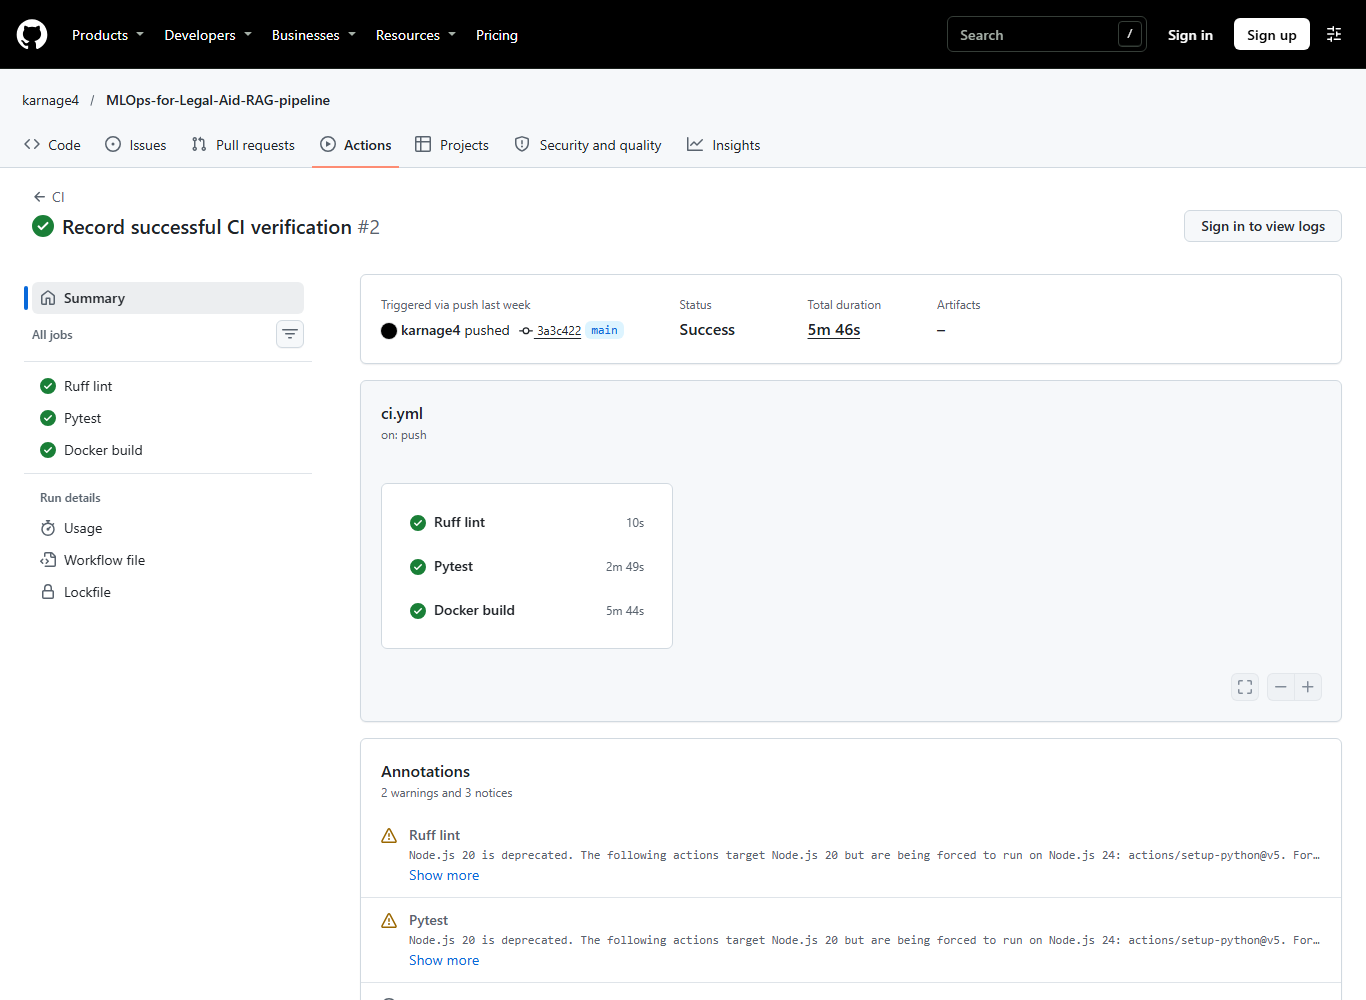 Products Developers Businesses Resources Pricing Search / Sign in Sign up
karnage4 / MLOps-for-Legal-Aid-RAG-pipeline
Code Issues Pull requests Actions Projects Security and quality Insights
CI
Record successful CI verification #2
Sign in to view logs
Summary
All jobs
Ruff lint
Pytest
Docker build
Run details
Usage
Workflow file
Lockfile
Triggered via push last week
karnage4 pushed 3a3c422 main
Status
Success
Total duration
5m 46s
Artifacts
–
ci.yml
on: push
Ruff lint 10s
Pytest 2m 49s
Docker build 5m 44s
Annotations
2 warnings and 3 notices
Ruff lint
Node.js 20 is deprecated. The following actions target Node.js 20 but are being forced to run on Node.js 24: actions/setup-python@v5. For…
Show more
Pytest
Node.js 20 is deprecated. The following actions target Node.js 20 but are being forced to run on Node.js 24: actions/setup-python@v5. For…
Show more